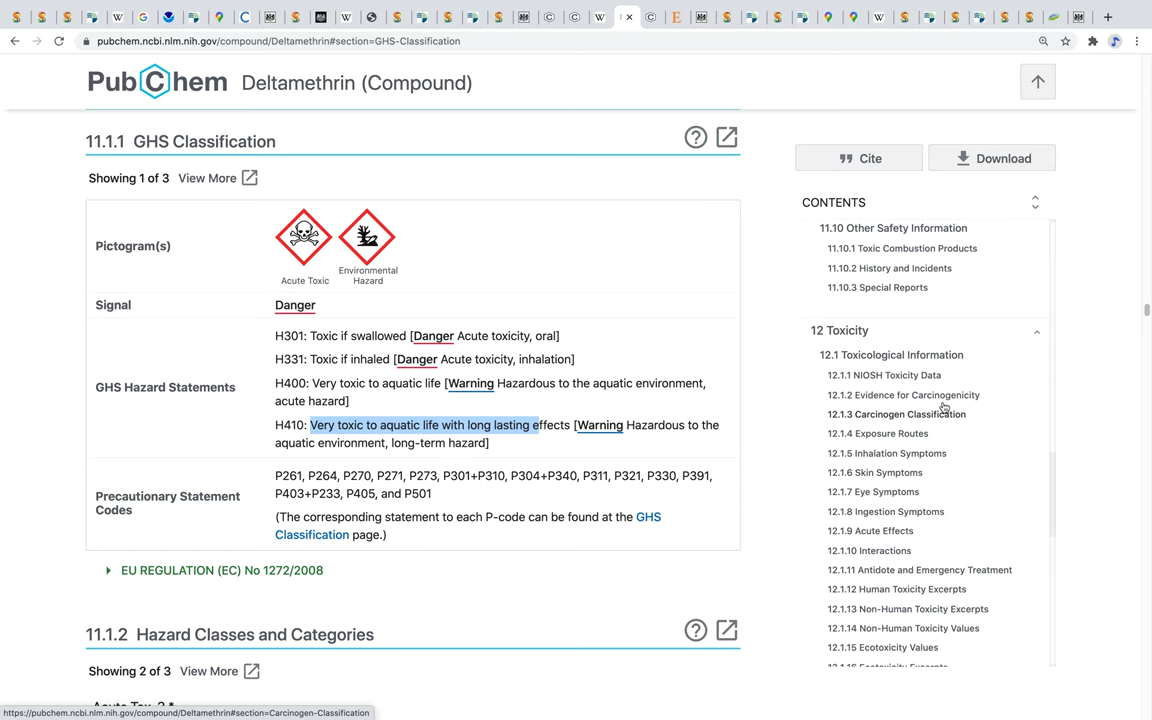 pubchem.ncbi.nlm.nih.gov/compound/Deltamethrin#section=GHS-Classification
PubChem Deltamethrin (Compound)
11.1.1 GHS Classification
Showing 1 of 3 View More
Pictogram(s)
Acute Toxic
Environmental
Hazard
Signal
Danger
GHS Hazard Statements
H301: Toxic if swallowed [Danger Acute toxicity, oral]
H331: Toxic if inhaled [Danger Acute toxicity, inhalation]
H400: Very toxic to aquatic life [Warning Hazardous to the aquatic environment,
acute hazard]
H410: Very toxic to aquatic life with long lasting effects [Warning Hazardous to the
aquatic environment, long-term hazard]
Precautionary Statement
Codes
P261, P264, P270, P271, P273, P301+P310, P304+P340, P311, P321, P330, P391,
P403+P233, P405, and P501
(The corresponding statement to each P-code can be found at the GHS
Classification page.)
EU REGULATION (EC) No 1272/2008
11.1.2 Hazard Classes and Categories
Showing 2 of 3 View More
Acute Tox. 3 *
Cite
Download
CONTENTS
11.10 Other Safety Information
11.10.1 Toxic Combustion Products
11.10.2 History and Incidents
11.10.3 Special Reports
12 Toxicity
12.1 Toxicological Information
12.1.1 NIOSH Toxicity Data
12.1.2 Evidence for Carcinogenicity
12.1.3 Carcinogen Classification
12.1.4 Exposure Routes
12.1.5 Inhalation Symptoms
12.1.6 Skin Symptoms
12.1.7 Eye Symptoms
12.1.8 Ingestion Symptoms
12.1.9 Acute Effects
12.1.10 Interactions
12.1.11 Antidote and Emergency Treatment
12.1.12 Human Toxicity Excerpts
12.1.13 Non-Human Toxicity Excerpts
12.1.14 Non-Human Toxicity Values
12.1.15 Ecotoxicity Values
12.1.16 Ecotoxicity Excerpts
https://pubchem.ncbi.nlm.nih.gov/compound/Deltamethrin#section=Carcinogen-Classification